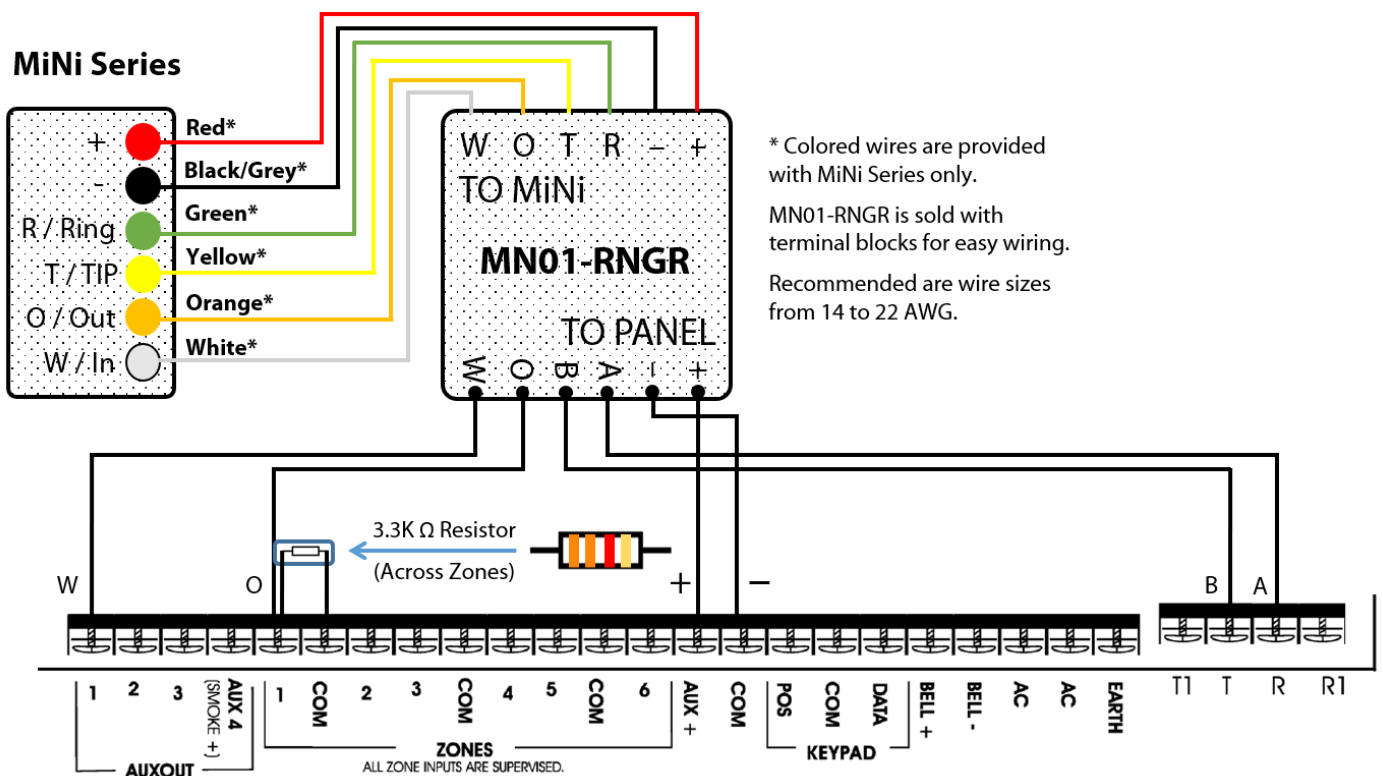 MiNi Series
+
Red*
-
Black/Grey*
R / Ring
Green*
T / TIP
Yellow*
O / Out
Orange*
W / In
White*
W O T R − +
TO MiNi
MN01-RNGR
TO PANEL
W O B A − +
* Colored wires are provided
with MiNi Series only.
MN01-RNGR is sold with
terminal blocks for easy wiring.
Recommended are wire sizes
from 14 to 22 AWG.
3.3K Ω Resistor
(Across Zones)
W
O
+
−
B
A
1
2
3
AUX 4
(SMOKE +)
1
COM
2
3
COM
4
5
COM
6
AUX +
COM
POS
COM
DATA
BELL +
BELL -
AC
AC
EARTH
T1
T
R
R1
AUXOUT
ZONES
ALL ZONE INPUTS ARE SUPERVISED.
KEYPAD